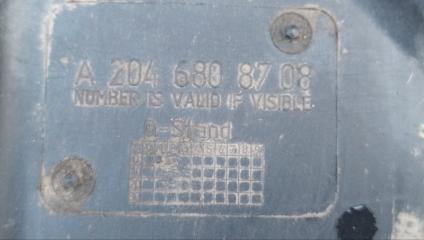 A 204 680 87 08
NUMBER IS VALID IF VISIBLE
Q-Stand